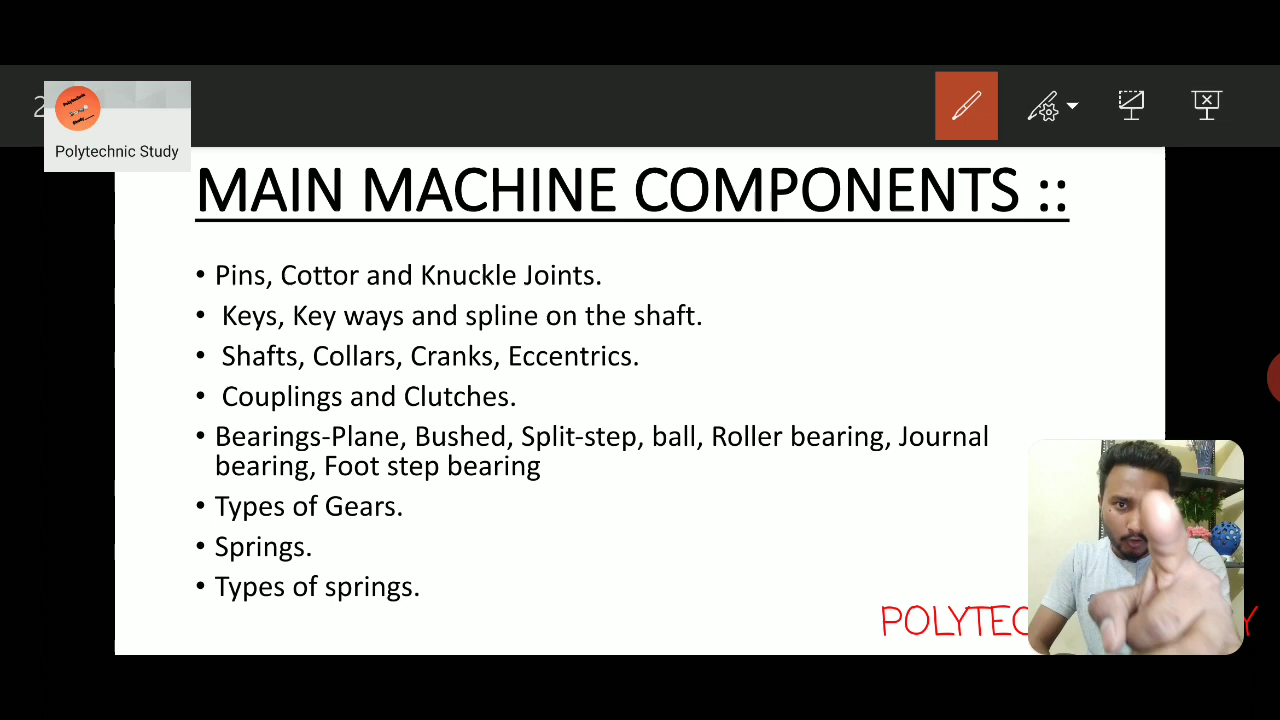 2
Polytechnic Study
MAIN MACHINE COMPONENTS ::
• Pins, Cottor and Knuckle Joints.
• Keys, Key ways and spline on the shaft.
• Shafts, Collars, Cranks, Eccentrics.
• Couplings and Clutches.
• Bearings-Plane, Bushed, Split-step, ball, Roller bearing, Journal
bearing, Foot step bearing
• Types of Gears.
• Springs.
• Types of springs.